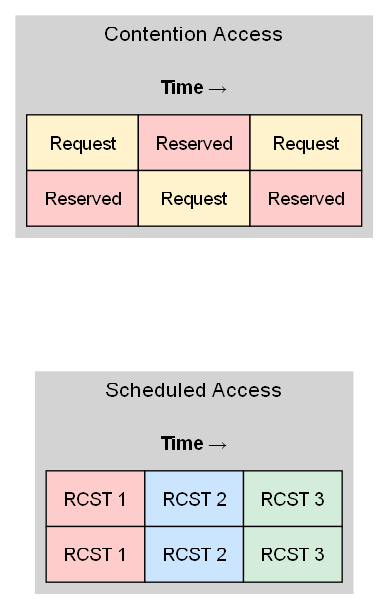 Contention Access
Time →
Request Reserved Request
Reserved Request Reserved
Scheduled Access
Time →
RCST 1 RCST 2 RCST 3
RCST 1 RCST 2 RCST 3